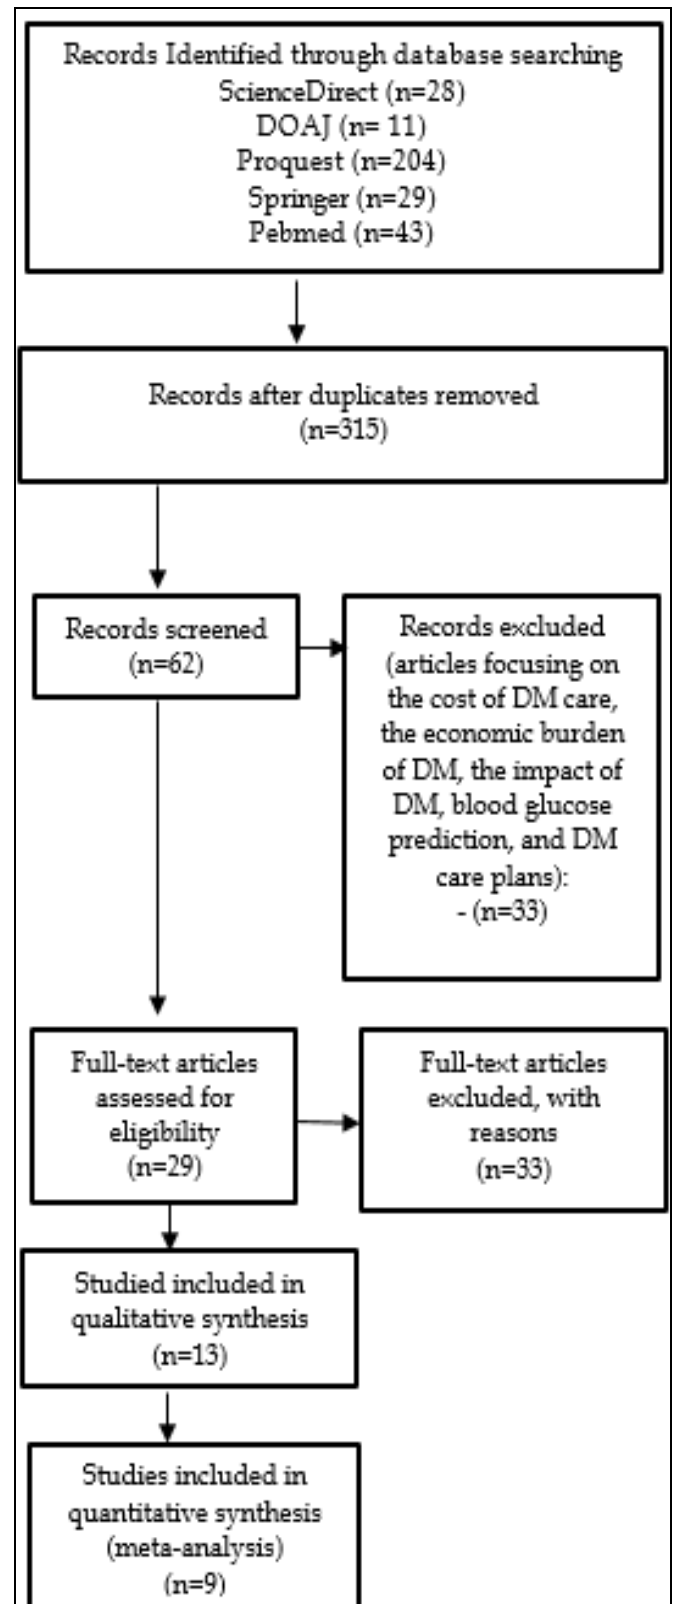 Records Identified through database searching
ScienceDirect (n=28)
DOAJ (n= 11)
Proquest (n=204)
Springer (n=29)
Pebmed (n=43)
Records after duplicates removed
(n=315)
Records screened
(n=62)
Records excluded
(articles focusing on
the cost of DM care,
the economic burden
of DM, the impact of
DM, blood glucose
prediction, and DM
care plans):
- (n=33)
Full-text articles
assessed for
eligibility
(n=29)
Full-text articles
excluded, with
reasons
(n=33)
Studied included in
qualitative synthesis
(n=13)
Studies included in
quantitative synthesis
(meta-analysis)
(n=9)